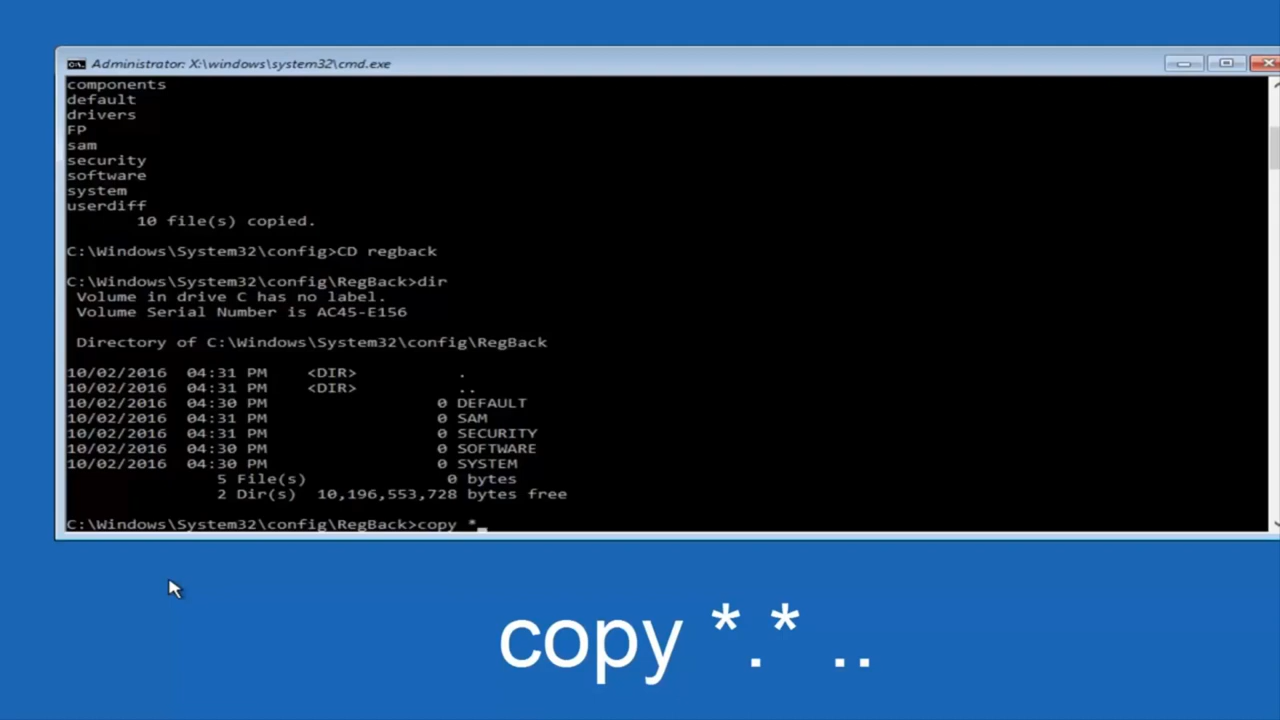 Administrator: X:\windows\system32\cmd.exe
components
default
drivers
FP
sam
security
software
system
userdiff
10 file(s) copied.
C:\Windows\System32\config>CD regback
C:\Windows\System32\config\RegBack>dir
Volume in drive C has no label.
Volume Serial Number is AC45-E156
Directory of C:\Windows\System32\config\RegBack
10/02/2016 04:31 PM <DIR> .
10/02/2016 04:31 PM <DIR> ..
10/02/2016 04:30 PM 0 DEFAULT
10/02/2016 04:31 PM 0 SAM
10/02/2016 04:31 PM 0 SECURITY
10/02/2016 04:30 PM 0 SOFTWARE
10/02/2016 04:30 PM 0 SYSTEM
5 File(s) 0 bytes
2 Dir(s) 10,196,553,728 bytes free
C:\Windows\System32\config\RegBack>copy *_
copy *.* ..